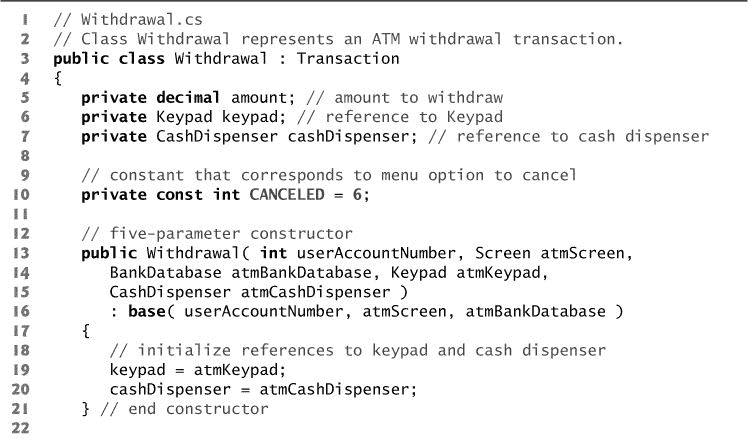 1 // Withdrawal.cs
2 // Class Withdrawal represents an ATM withdrawal transaction.
3 public class Withdrawal : Transaction
4 {
5 private decimal amount; // amount to withdraw
6 private Keypad keypad; // reference to Keypad
7 private CashDispenser cashDispenser; // reference to cash dispenser
8
9 // constant that corresponds to menu option to cancel
10 private const int CANCELED = 6;
11
12 // five-parameter constructor
13 public Withdrawal( int userAccountNumber, Screen atmScreen,
14 BankDatabase atmBankDatabase, Keypad atmKeypad,
15 CashDispenser atmCashDispenser )
16 : base( userAccountNumber, atmScreen, atmBankDatabase )
17 {
18 // initialize references to keypad and cash dispenser
19 keypad = atmKeypad;
20 cashDispenser = atmCashDispenser;
21 } // end constructor
22